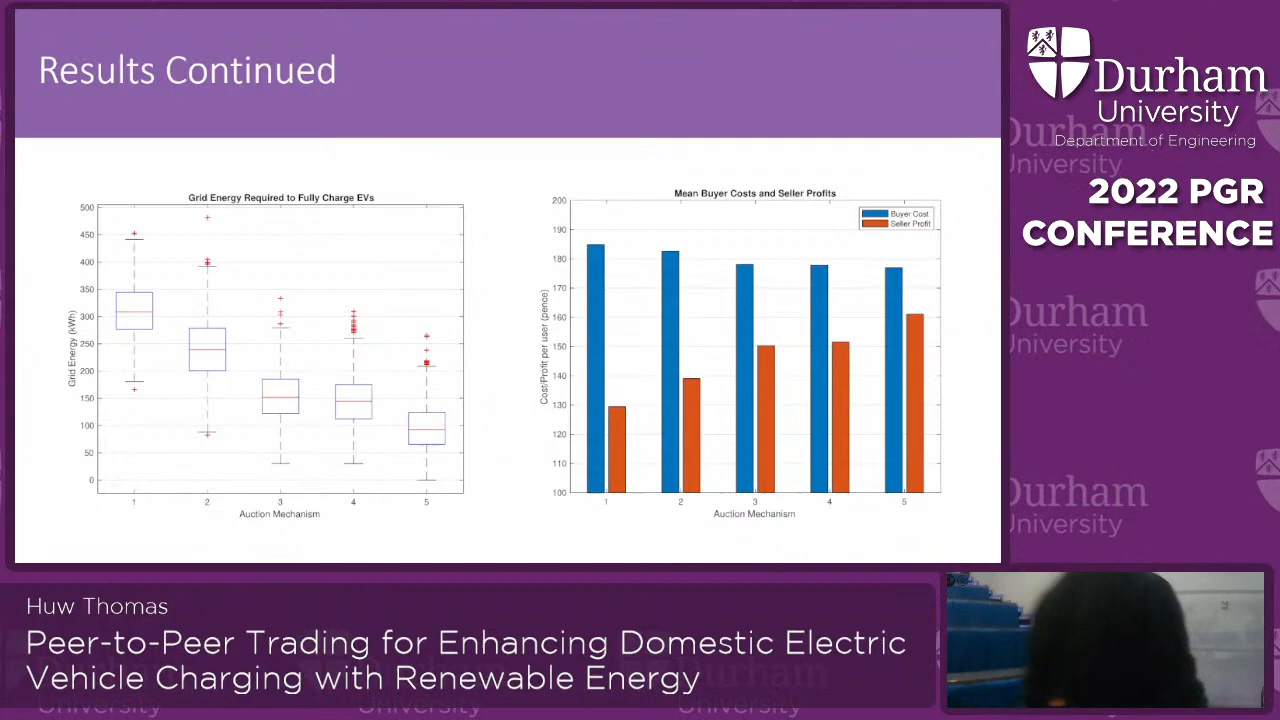 Results Continued
Grid Energy Required to Fully Charge EVs
500
450
400
350
300
250
200
150
100
50
0
Grid Energy (kWh)
1 2 3 4 5
Auction Mechanism
Mean Buyer Costs and Seller Profits
Buyer Cost
Seller Profit
200
190
180
170
160
150
140
130
120
110
100
Cost/Profit per user (pence)
1 2 3 4 5
Auction Mechanism
Durham
University
Department of Engineering
2022 PGR
CONFERENCE
Durham
University
Durham
University
Durham
University
Huw Thomas
Peer-to-Peer Trading for Enhancing Domestic Electric
Vehicle Charging with Renewable Energy